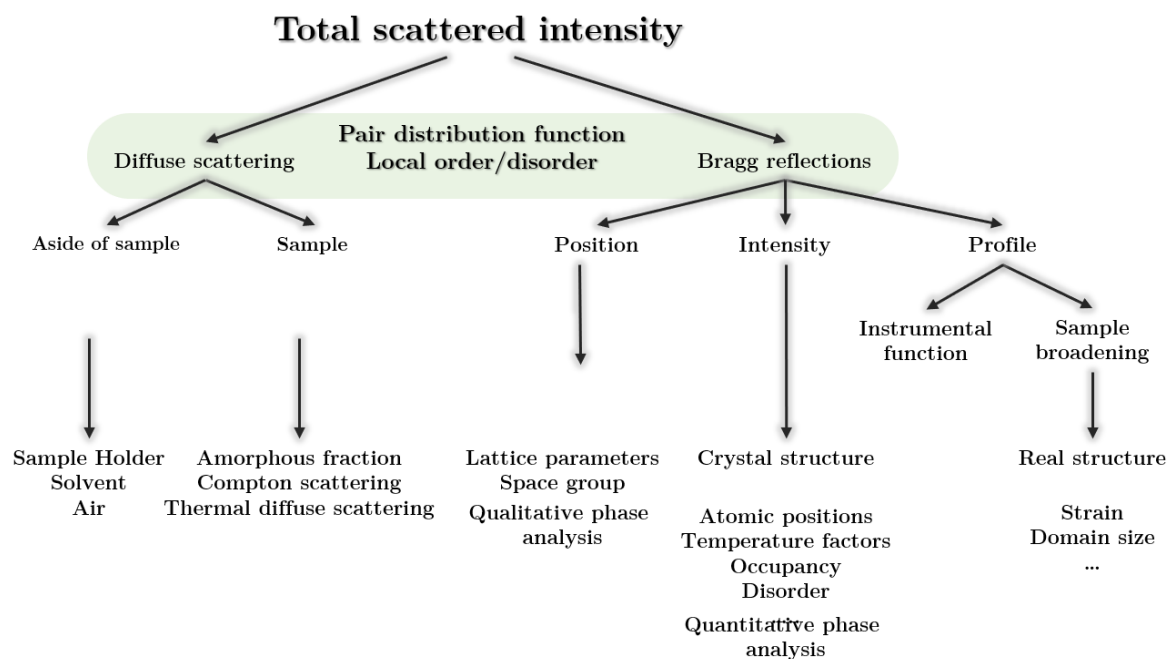 Total scattered intensity
Pair distribution function
Local order/disorder
Diffuse scattering
Bragg reflections
Aside of sample
Sample
Position
Intensity
Profile
Instrumental
function
Sample
broadening
Sample Holder
Solvent
Air
Amorphous fraction
Compton scattering
Thermal diffuse scattering
Lattice parameters
Space group
Qualitative phase
analysis
Crystal structure
Atomic positions
Temperature factors
Occupancy
Disorder
...
Quantitative phase
analysis
Real structure
Strain
Domain size
...